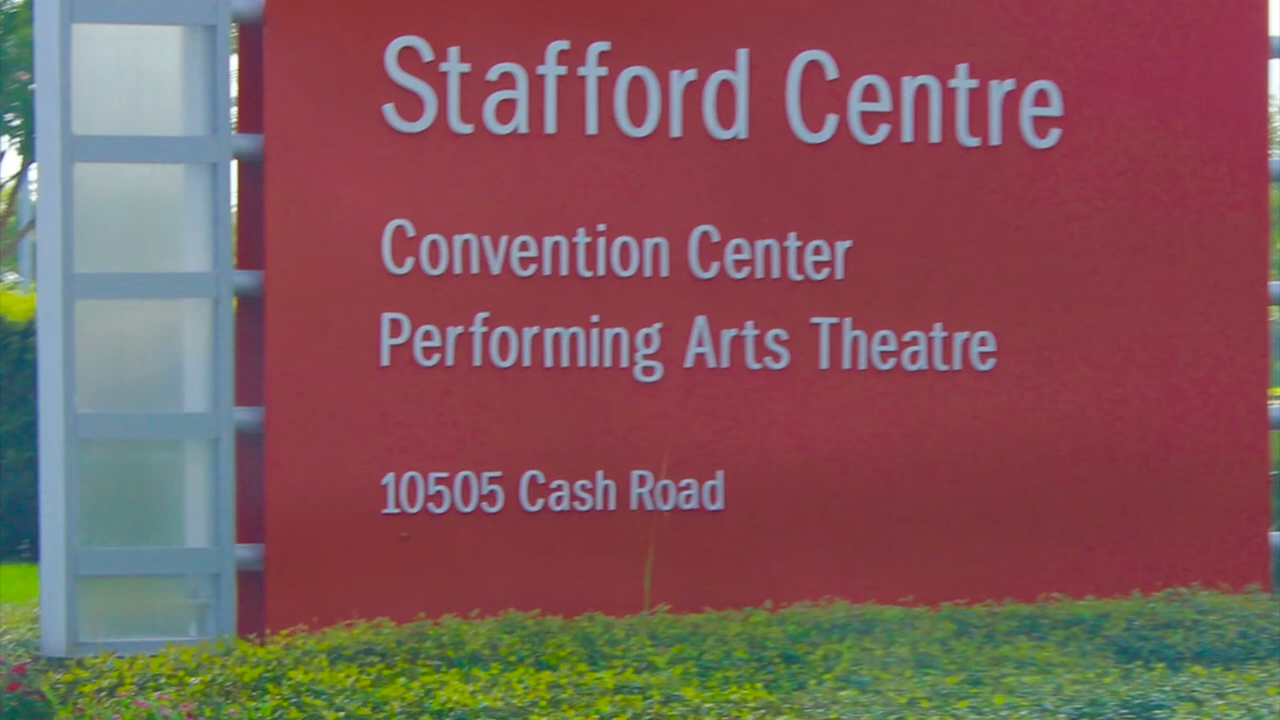 Stafford Centre
Convention Center
Performing Arts Theatre
10505 Cash Road